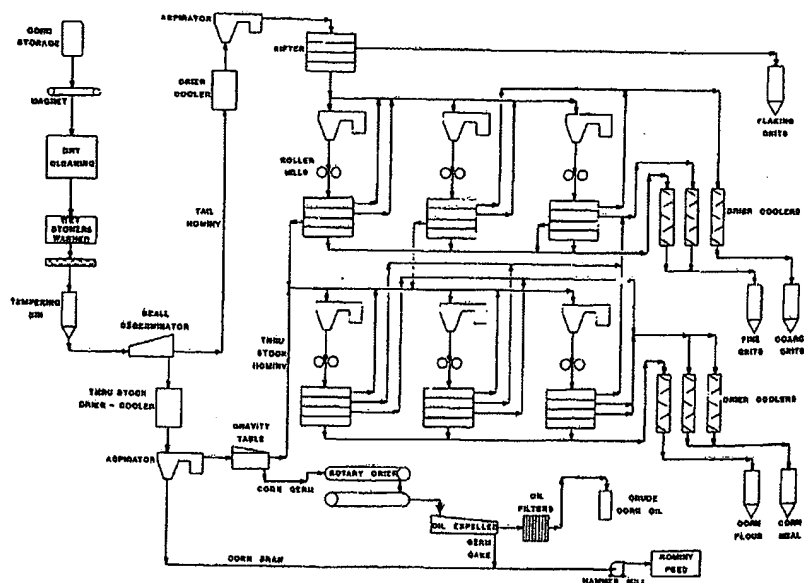 CORN
STORAGE
MAGNET
DRY
CLEANING
WET
STONERS
WASHER
TEMPERING
BIN
BEALL
DEGERMINATOR
THRU STOCK
DRIER - COOLER
ASPIRATOR
GRAVITY
TABLE
CORN GERM
CORN BRAN
TAIL
HOMINY
DRIER
COOLER
ASPIRATOR
SIFTER
ROLLER
MILLS
THRU
STOCK
HOMINY
ROTARY DRIER
OIL EXPELLER
GERM
CAKE
OIL
FILTERS
CRUDE
CORN OIL
HAMMER MILL
HOMINY
FEED
FLAKING
GRITS
DRIER COOLERS
FINE
GRITS
COARSE
GRITS
DRIER COOLERS
CORN
FLOUR
CORN
MEAL